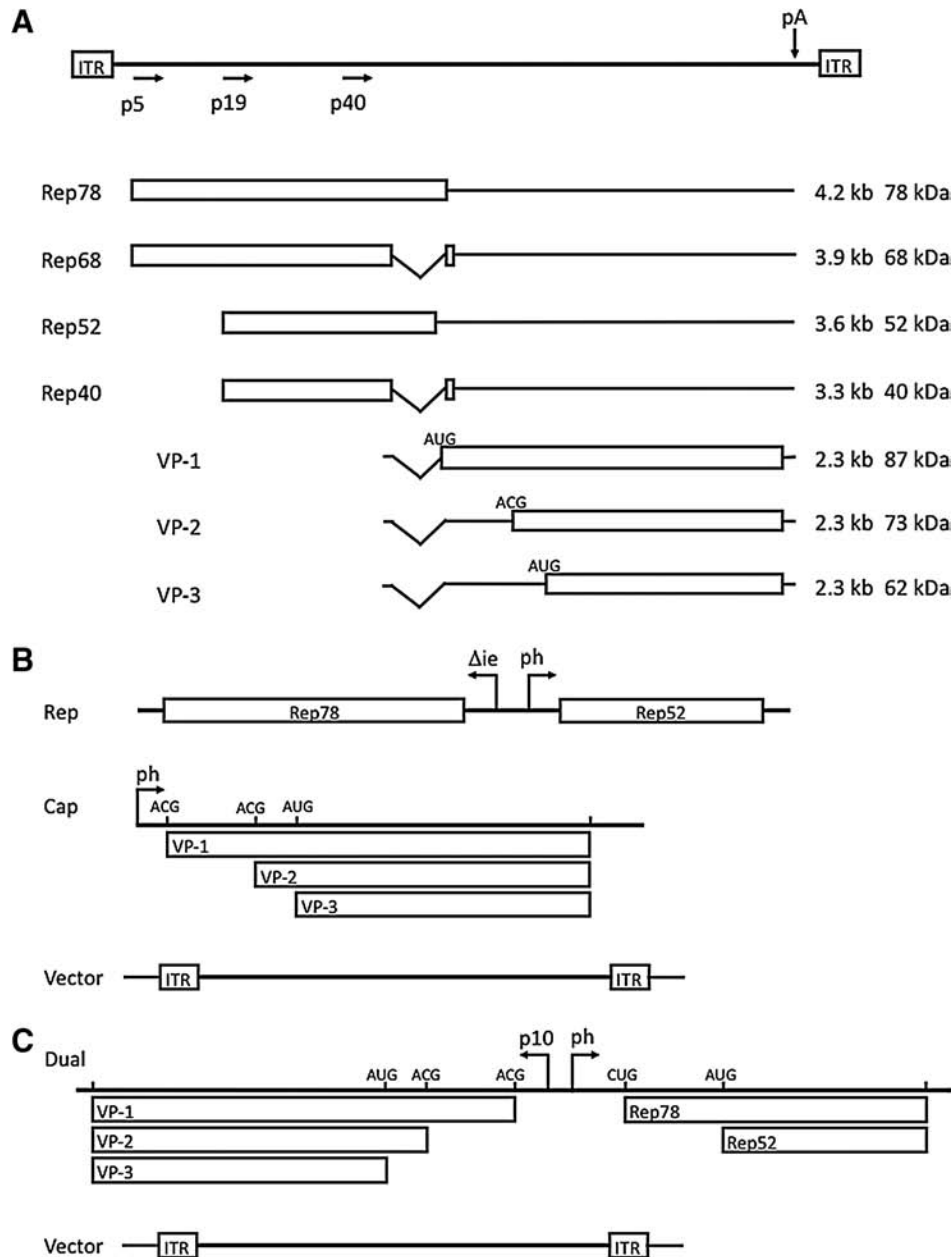 A
pA
ITR
ITR
p5 p19 p40
Rep78 4.2 kb 78 kDa
Rep68 3.9 kb 68 kDa
Rep52 3.6 kb 52 kDa
Rep40 3.3 kb 40 kDa
AUG
VP-1 2.3 kb 87 kDa
ACG
VP-2 2.3 kb 73 kDa
AUG
VP-3 2.3 kb 62 kDa
B
Δie ph
Rep Rep78 Rep52
ph
Cap ACG ACG AUG
VP-1
VP-2
VP-3
Vector ITR ITR
C
Dual p10 ph
AUG ACG ACG CUG AUG
VP-1 Rep78
VP-2 Rep52
VP-3
Vector ITR ITR